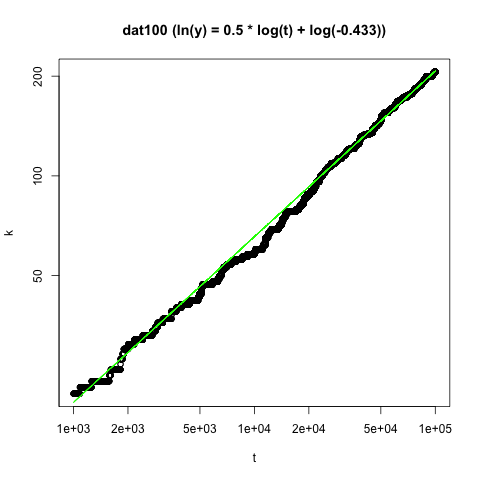 dat100 (ln(y) = 0.5 * log(t) + log(-0.433))
200
100
50
k
1e+03 2e+03 5e+03 1e+04 2e+04 5e+04 1e+05
t